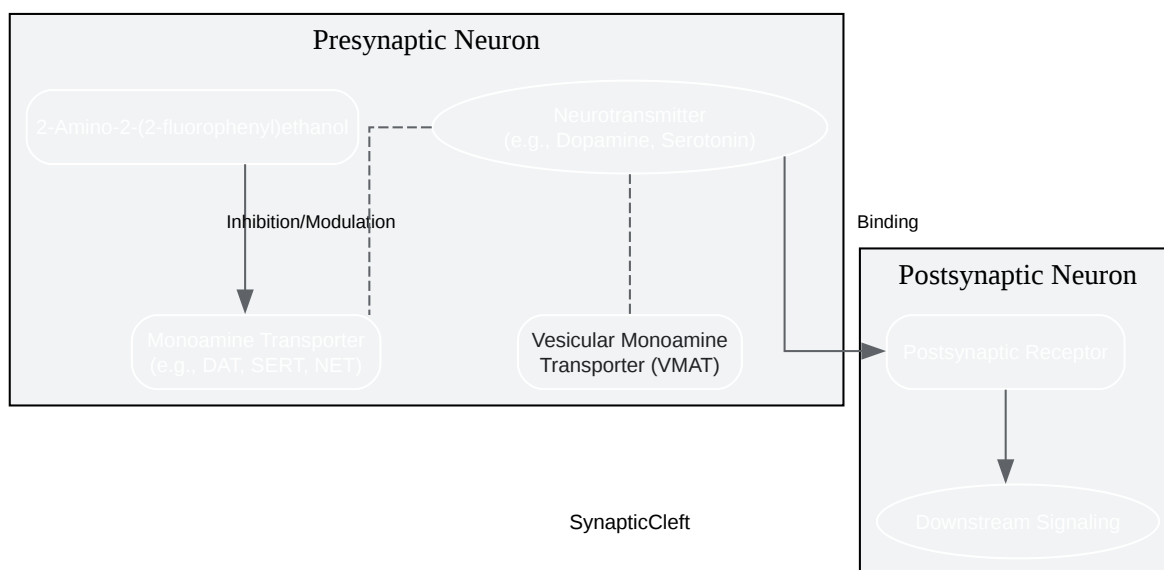 Presynaptic Neuron
2-Amino-2-(2-fluorophenyl)ethanol
Neurotransmitter
(e.g., Dopamine, Serotonin)
Inhibition/Modulation
Binding
Postsynaptic Neuron
Monoamine Transporter
(e.g., DAT, SERT, NET)
Vesicular Monoamine
Transporter (VMAT)
Postsynaptic Receptor
SynapticCleft
Downstream Signaling